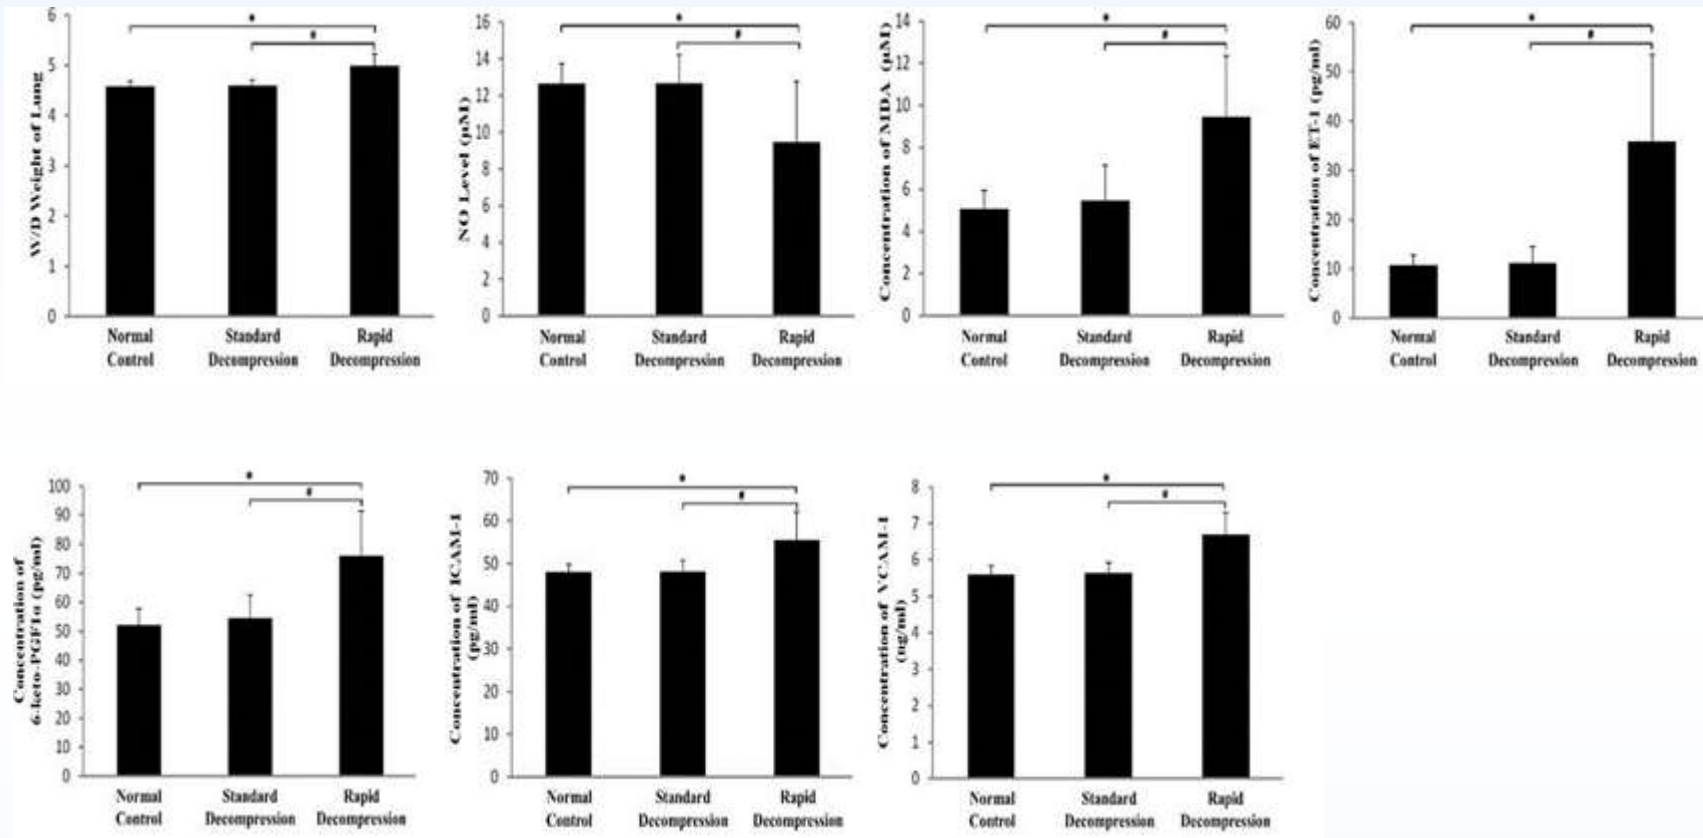 W/D Weight of Lung
6
5
4
3
2
1
0
*
#
Normal Control
Standard Decompression
Rapid Decompression
NO Level (μM)
16
14
12
10
8
6
4
2
0
*
#
Normal Control
Standard Decompression
Rapid Decompression
Concentration of MDA (μM)
14
12
10
8
6
4
2
0
*
#
Normal Control
Standard Decompression
Rapid Decompression
Concentration of ET-1 (pg/ml)
60
50
40
30
20
10
0
*
#
Normal Control
Standard Decompression
Rapid Decompression
Concentration of
6-keto-PGF1α (pg/ml)
100
90
80
70
60
50
40
30
20
10
0
*
#
Normal Control
Standard Decompression
Rapid Decompression
Concentration of ICAM-1
(pg/ml)
70
60
50
40
30
20
10
0
*
#
Normal Control
Standard Decompression
Rapid Decompression
Concentration of VCAM-1
(ng/ml)
8
7
6
5
4
3
2
1
0
*
#
Normal Control
Standard Decompression
Rapid Decompression